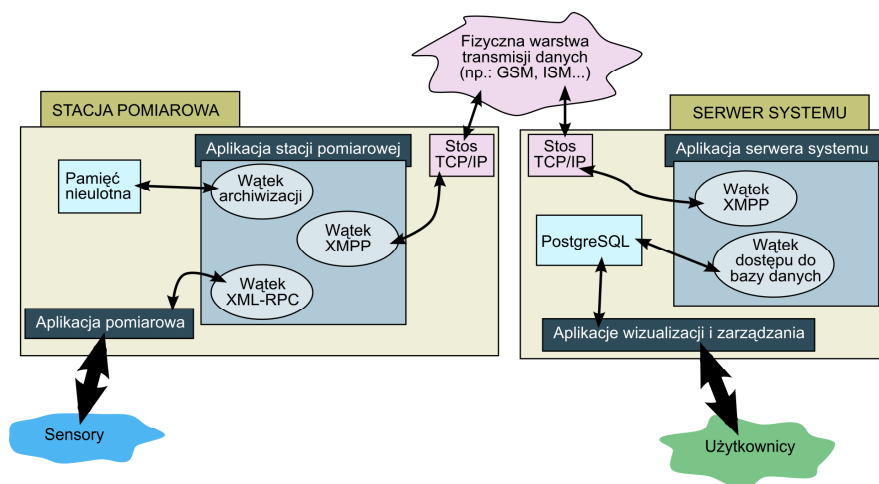 Fizyczna warstwa
transmisji danych
(np.: GSM, ISM...)
STACJA POMIAROWA
Aplikacja stacji pomiarowej
Stos
TCP/IP
Pamięć
nieulotna
Wątek
archiwizacji
Wątek
XMPP
Wątek
XML-RPC
Aplikacja pomiarowa
Sensory
SERWER SYSTEMU
Stos
TCP/IP
Aplikacja serwera systemu
Wątek
XMPP
PostgreSQL
Wątek
dostępu do
bazy danych
Aplikacje wizualizacji i zarządzania
Użytkownicy